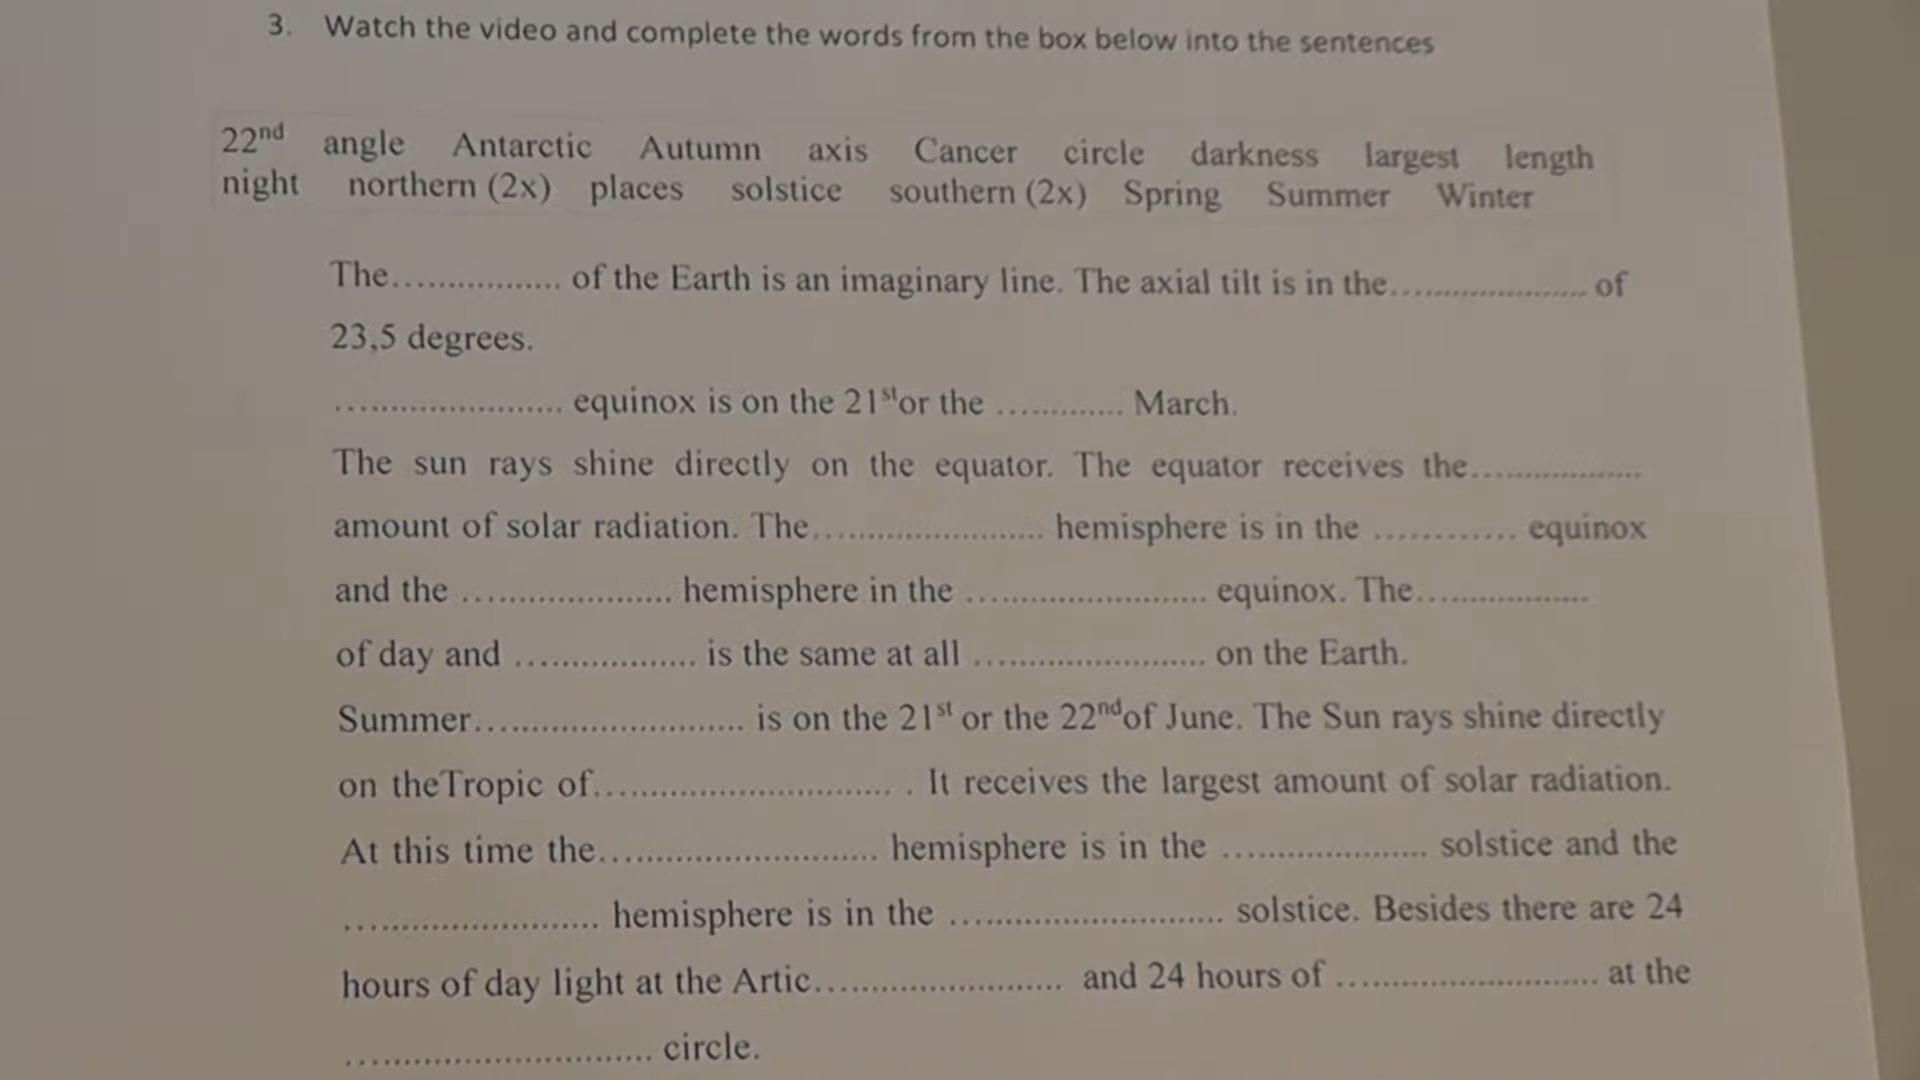 3. Watch the video and complete the words from the box below into the sentences
22nd angle Antarctic Autumn axis Cancer circle darkness largest length
night northern (2x) places solstice southern (2x) Spring Summer Winter
The................. of the Earth is an imaginary line. The axial tilt is in the..................... of
23,5 degrees.
........................ equinox is on the 21st or the ............. March.
The sun rays shine directly on the equator. The equator receives the..................
amount of solar radiation. The........................ hemisphere is in the ............. equinox
and the ...................... hemisphere in the ......................... equinox. The..................
of day and ................... is the same at all ........................ on the Earth.
Summer............................ is on the 21st or the 22nd of June. The Sun rays shine directly
on theTropic of............................... . It receives the largest amount of solar radiation.
At this time the............................. hemisphere is in the ..................... solstice and the
........................... hemisphere is in the ............................. solstice. Besides there are 24
hours of day light at the Artic.......................... and 24 hours of ........................... at the
................................ circle.